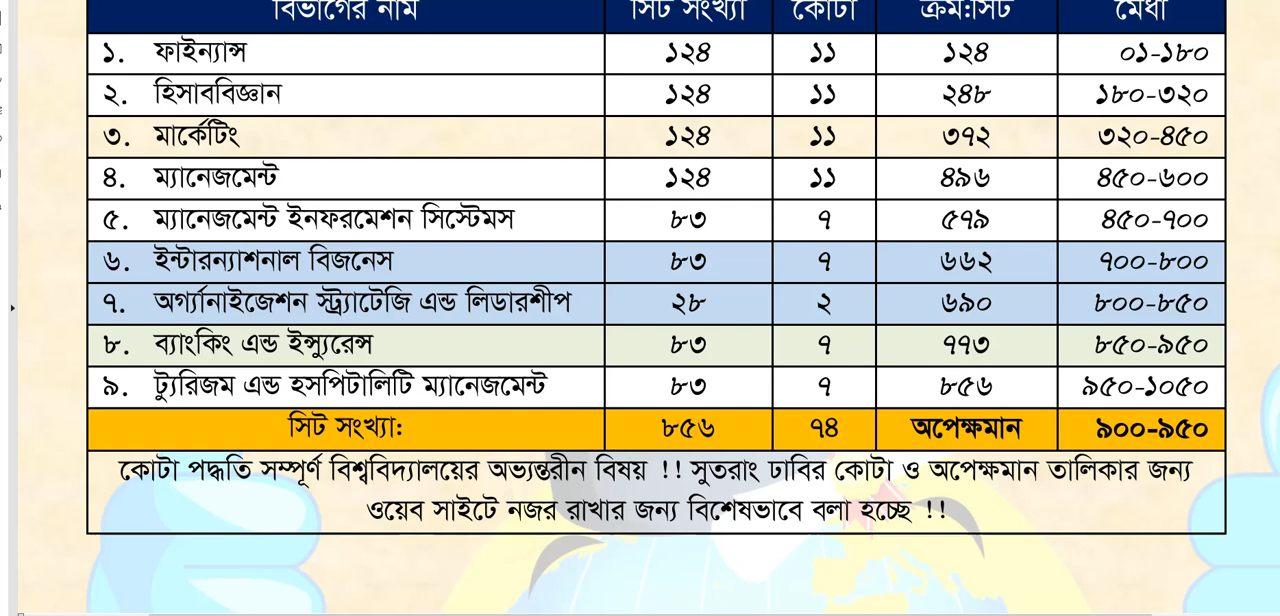 বিভাগের নাম সিট সংখ্যা কোটা ক্রম:সিট মেধা
১. ফাইন্যান্স ১২৪ ১১ ১২৪ ০১-১৮০
২. হিসাববিজ্ঞান ১২৪ ১১ ২৪৮ ১৮০-৩২০
৩. মার্কেটিং ১২৪ ১১ ৩৭২ ৩২০-৪৫০
৪. ম্যানেজমেন্ট ১২৪ ১১ ৪৯৬ ৪৫০-৬০০
৫. ম্যানেজমেন্ট ইনফরমেশন সিস্টেমস ৮৩ ৭ ৫৭৯ ৪৫০-৭০০
৬. ইন্টারন্যাশনাল বিজনেস ৮৩ ৭ ৬৬২ ৭০০-৮০০
৭. অর্গ্যানাইজেশন স্ট্র্যাটেজি এন্ড লিডারশীপ ২৮ ২ ৬৯০ ৮০০-৮৫০
৮. ব্যাংকিং এন্ড ইন্স্যুরেন্স ৮৩ ৭ ৭৭৩ ৮৫০-৯৫০
৯. ট্যুরিজম এন্ড হসপিটালিটি ম্যানেজমেন্ট ৮৩ ৭ ৮৫৬ ৯৫০-১০৫০
সিট সংখ্যা: ৮৫৬ ৭৪ অপেক্ষমান ৯০০-৯৫০
কোটা পদ্ধতি সম্পূর্ণ বিশ্ববিদ্যালয়ের অভ্যন্তরীন বিষয় !! সুতরাং ঢাবির কোটা ও অপেক্ষমান তালিকার জন্য
ওয়েব সাইটে নজর রাখার জন্য বিশেষভাবে বলা হচ্ছে !!